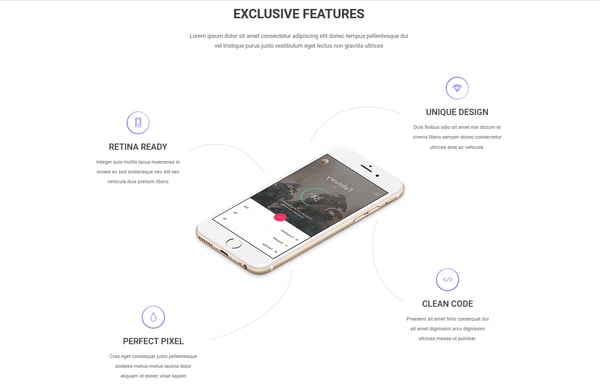 EXCLUSIVE FEATURES
Lorem ipsum dolor sit amet consectetur adipiscing elit donec tempus pellentesque dui
vel tristique purus justo vestibulum eget lectus non gravida ultrices
UNIQUE DESIGN
Duis finibus odio sit amet nisi dictum et
viverra libero semper donec consectetur
ultrices ante ac vehicula.
RETINA READY
Integer quis mollis lacus maecenas in
ornare ex sed scelerisque nec elit nec
vehicula duis pretium libero
CLEAN CODE
Praesent sit amet felis consequat dui
sit amet dignissim arcu dignissim
ultrices massa ut pulvinar.
PERFECT PIXEL
Cras eget consequat justo pellentesque
sodales metus metus lacinia dolor
aliquam id donec vitae sapien